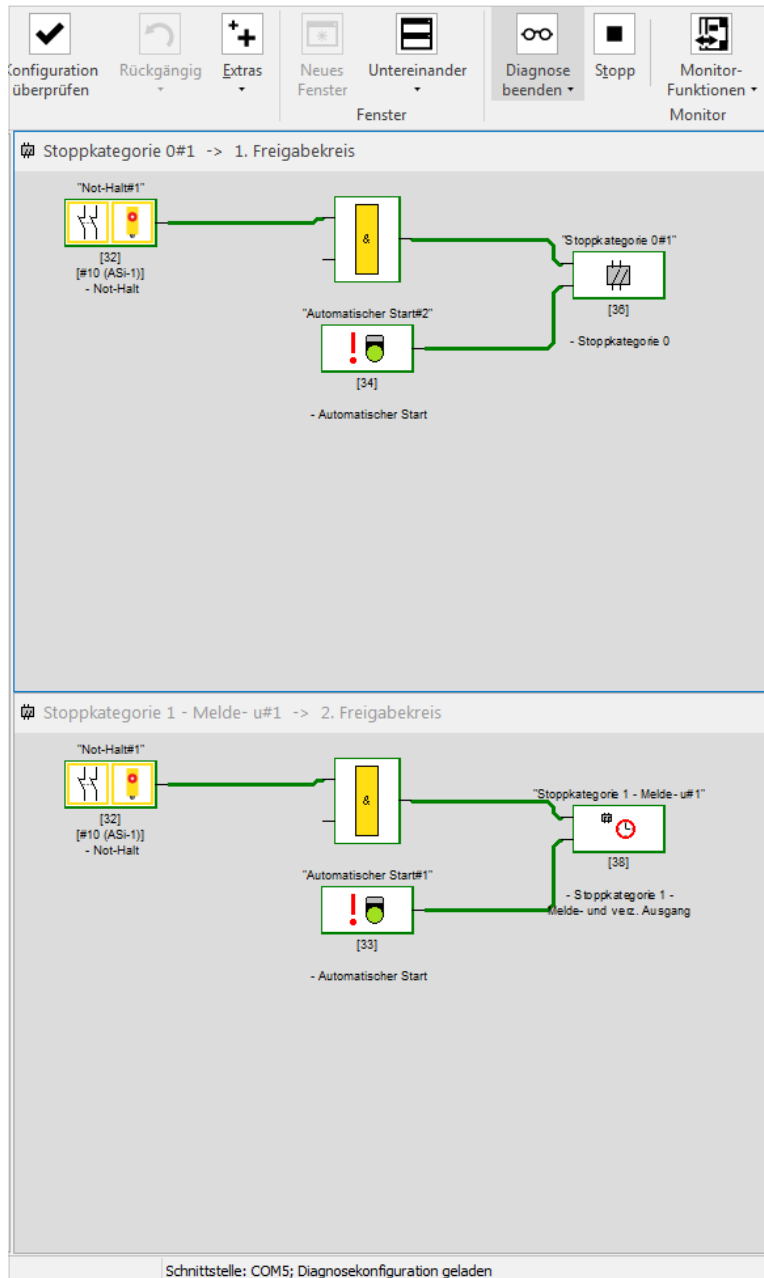 Konfiguration überprüfen
Rückgängig
Extras
Neues Fenster
Untereinander
Diagnose beenden
Stopp
Monitor-Funktionen
Fenster
Monitor
Stoppkategorie 0#1 -> 1. Freigabekreis
"Not-Halt#1"
[32]
[#10 (ASi-1)]
- Not-Halt
&
"Stoppkategorie 0#1"
[36]
- Stoppkategorie 0
"Automatischer Start#2"
[34]
- Automatischer Start
Stoppkategorie 1 - Melde- u#1 -> 2. Freigabekreis
"Not-Halt#1"
[32]
[#10 (ASi-1)]
- Not-Halt
&
"Stoppkategorie 1 - Melde- u#1"
[38]
- Stoppkategorie 1 -
Melde- und verz. Ausgang
"Automatischer Start#1"
[33]
- Automatischer Start
Schnittstelle: COM5; Diagnosekonfiguration geladen